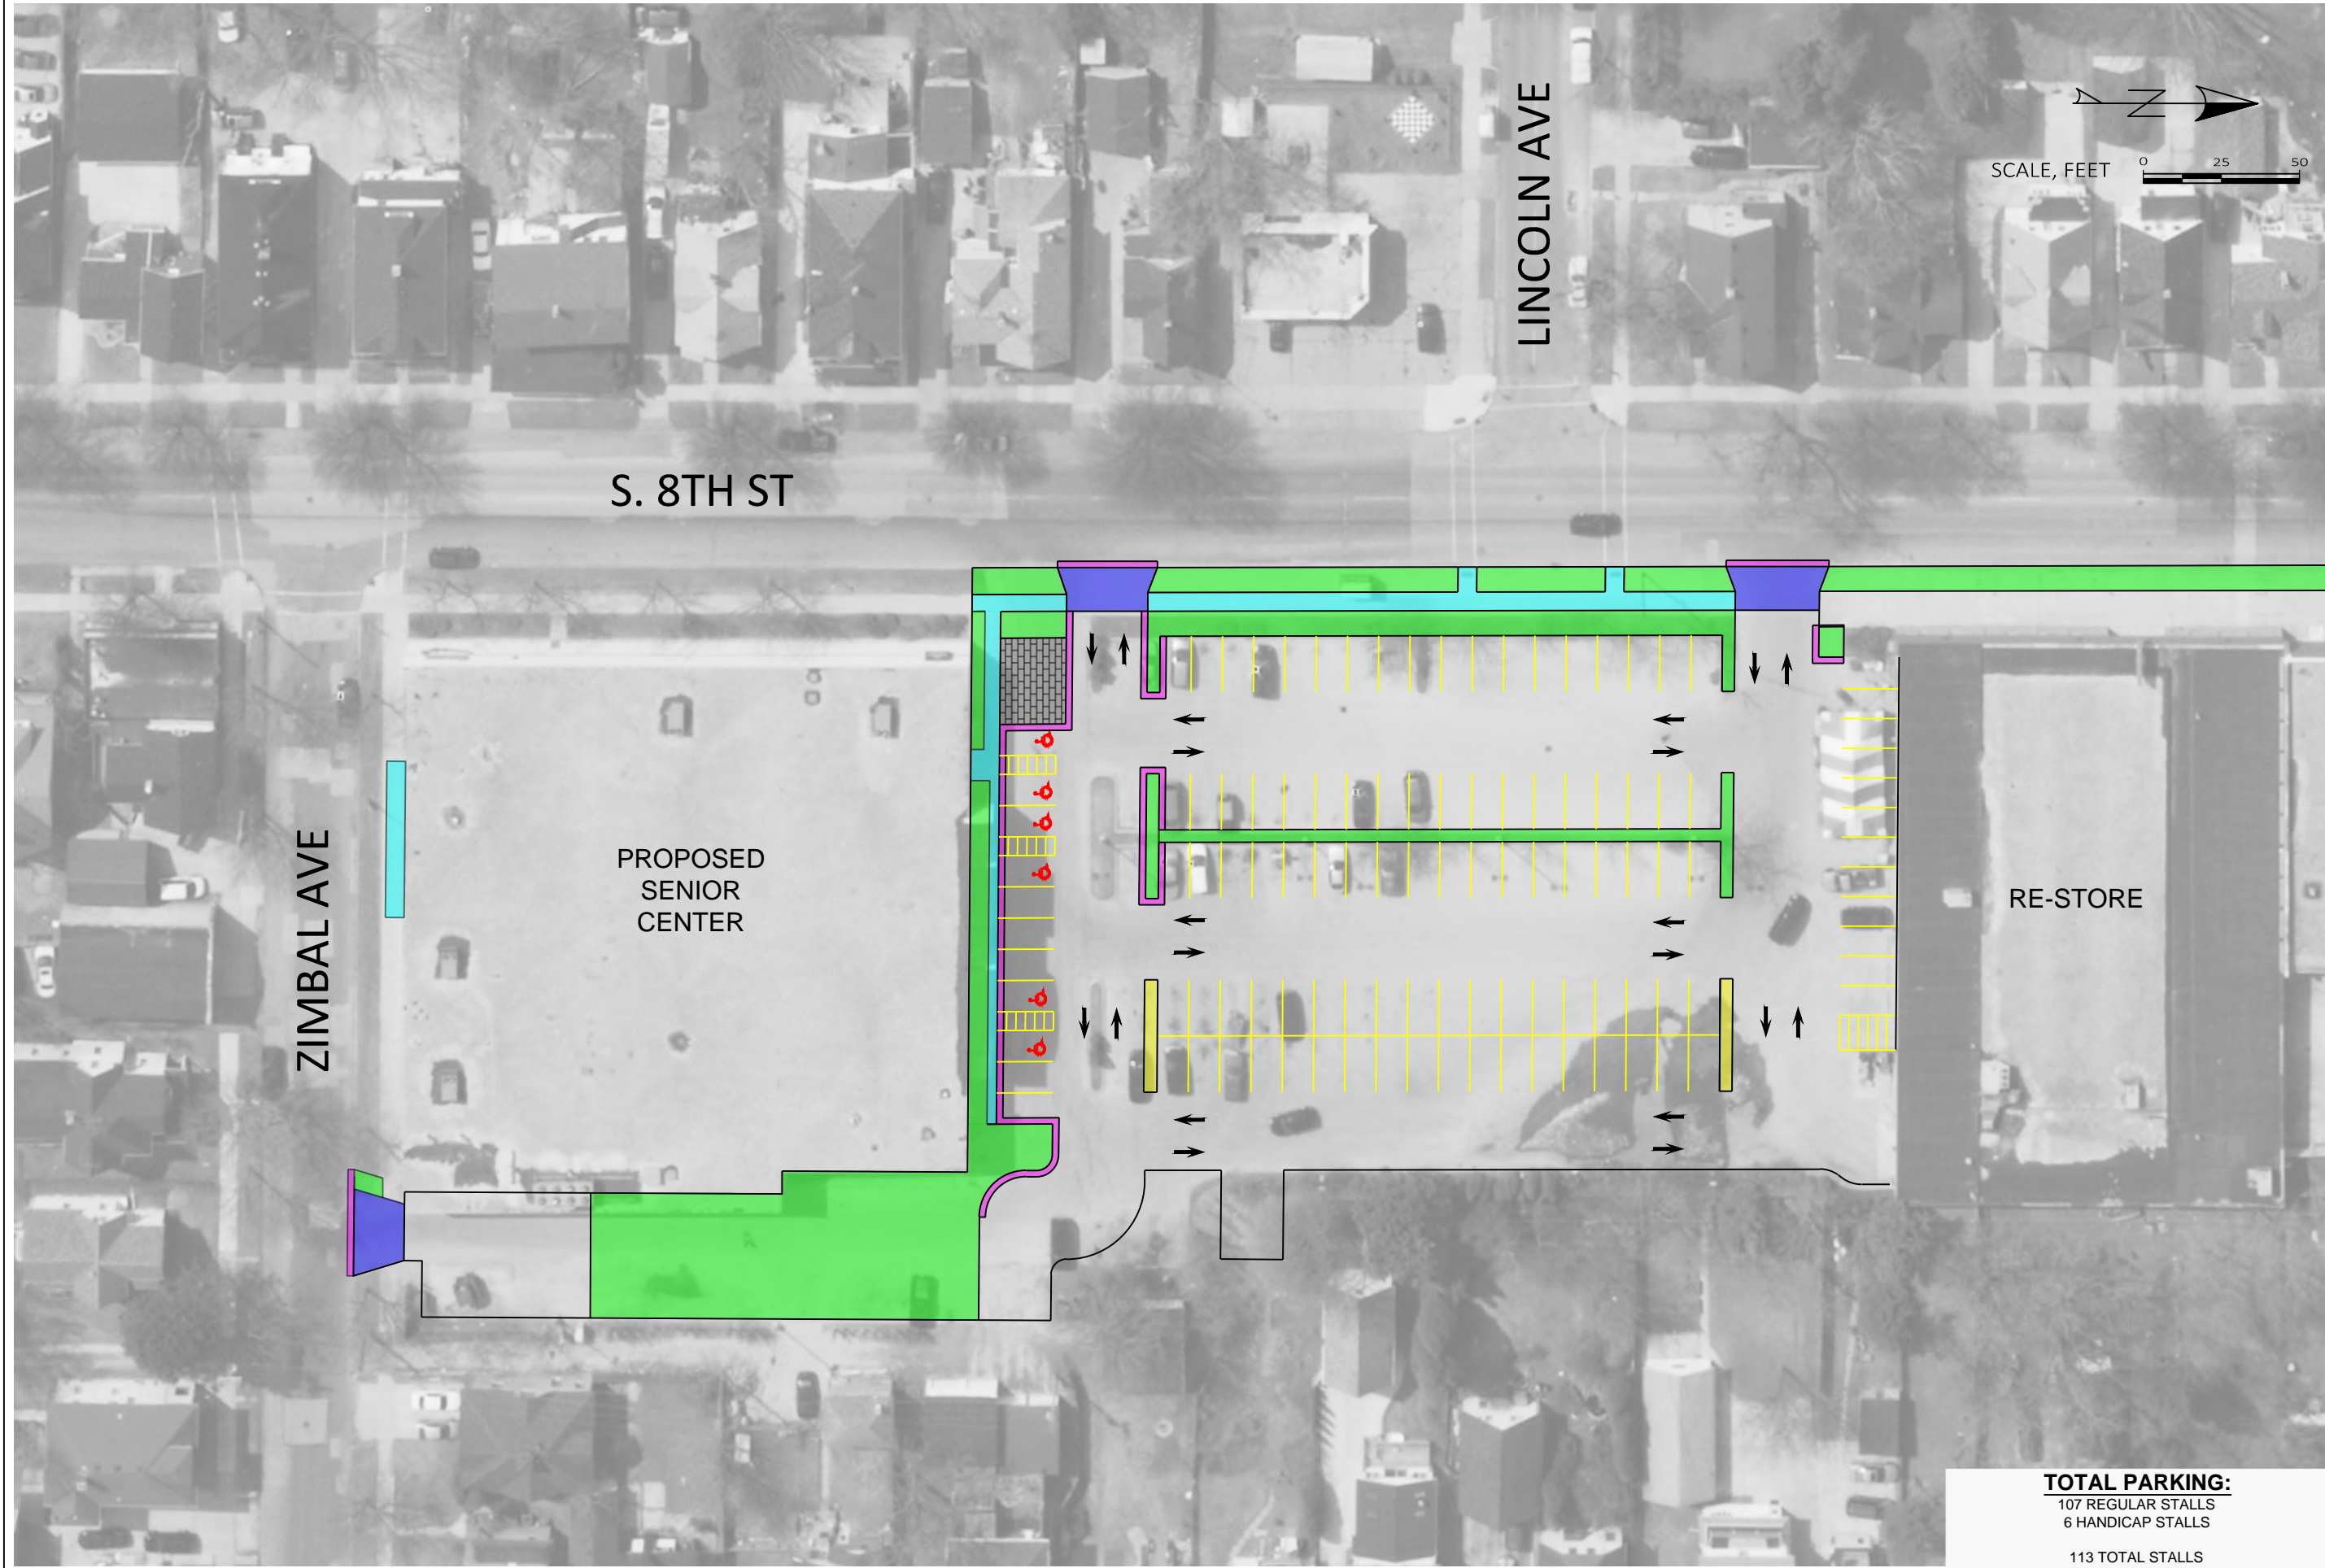 LINCOLN AVE
N
SCALE, FEET
0 25 50
S. 8TH ST
ZIMBAL AVE
PROPOSED
SENIOR
CENTER
RE-STORE
TOTAL PARKING:
107 REGULAR STALLS
6 HANDICAP STALLS
113 TOTAL STALLS